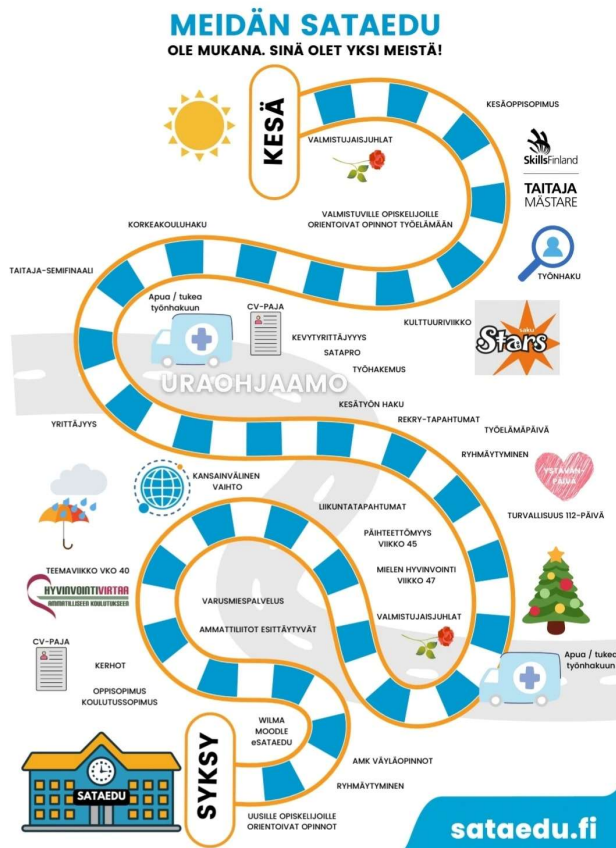 MEIDÄN SATAEDU
OLE MUKANA. SINÄ OLET YKSI MEISTÄ!
KESÄ
KESÄOPPISOPIMUS
VALMISTUJAISJUHLAT
SkillsFinland
TAITAJA
MÄSTARE
VALMISTUVILLE OPISKELIJOILLE
ORIENTOIVAT OPINNOT TYÖELÄMÄÄN
KORKEAKOULUHAKU
TYÖNHAKU
TAITAJA-SEMIFINAALI
Apua / tukea
työnhakuun
CV-PAJA
KULTTUURIVIIKKO
saku
Stars
KEVYTYRITTÄJYYYS
SATAPRO
TYÖHAKEMUS
URAOHJAAMO
KESÄTYÖN HAKU
REKRY-TAPAHTUMAT
TYÖELÄMÄPÄIVÄ
YRITTÄJYYS
RYHMÄYTYMINEN
YSTÄVÄN-
PÄIVÄ
KANSAINVÄLINEN
VAIHTO
LIIKUNTATAPAHTUMAT
TURVALLISUUS 112-PÄIVÄ
PÄIHTEETTÖMYYS
VIIKKO 45
MIELEN HYVINVOINTI
VIIKKO 47
TEEMAVIIKKO VKO 40
HYVINVOINTIVIRTAA
AMMATILLISEEN KOULUTUKSEEN
VARUSMIESPALVELUS
VALMISTUJAISJUHLAT
AMMATTILIITOT ESITTÄYTYVÄT
CV-PAJA
Apua / tukea
työnhakuun
KERHOT
OPPISOPIMUS
KOULUTUSSOPIMUS
WILMA
MOODLE
eSATAEDU
SYKSY
AMK VÄYLÄOPINNOT
SATAEDU
RYHMÄYTYMINEN
UUSILLE OPISKELIJOILLE
ORIENTOIVAT OPINNOT
sataedu.fi